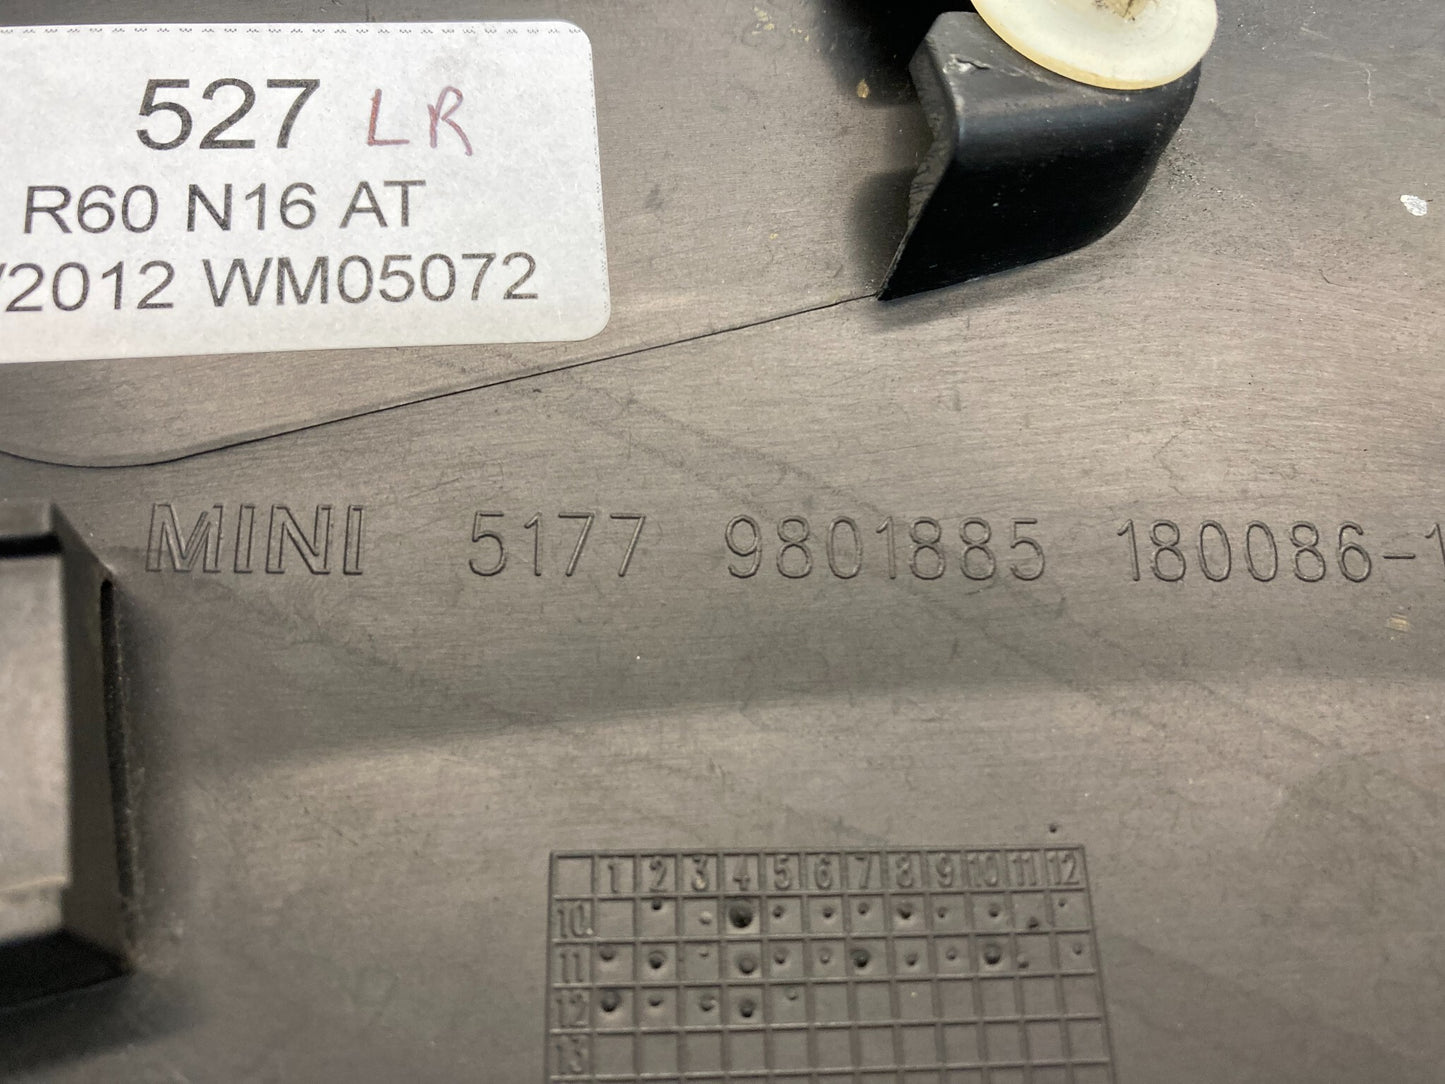 527 LR
R60 N16 AT
/2012 WM05072
MINI 5177 9801885 180086-1
1 2 3 4 5 6 7 8 9 10 11 12
10
11
12
13